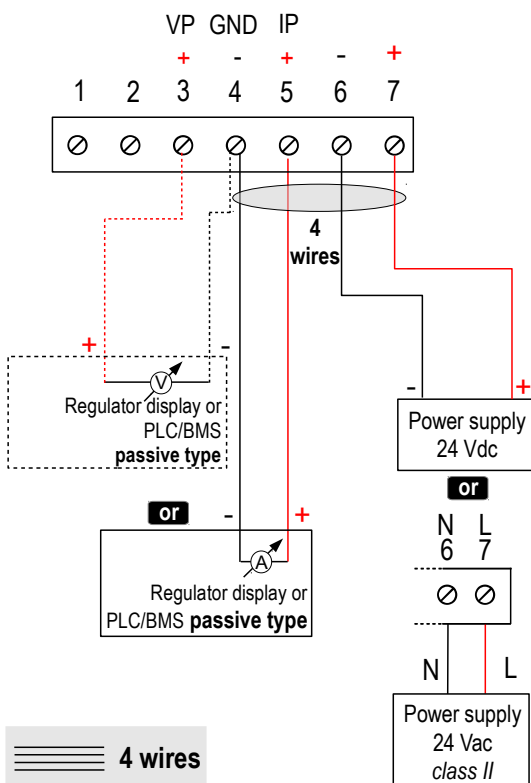 VP GND IP
+ - + - +
1 2 3 4 5 6 7
4
wires
+ -
V
Regulator display or
PLC/BMS
passive type
- +
Power supply
24 Vdc
or
- +
A
Regulator display or
PLC/BMS passive type
or
N L
6 7
N L
Power supply
24 Vac
class II
4 wires